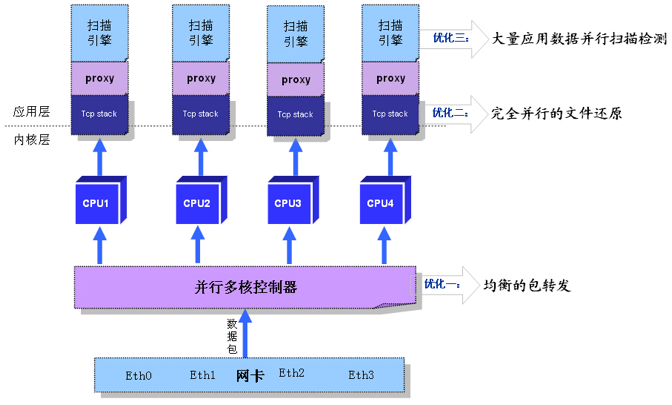 扫描
引擎
扫描
引擎
扫描
引擎
扫描
引擎
优化三:
大量应用数据并行扫描检测
proxy
proxy
proxy
proxy
应用层
Tcp stack
Tcp stack
Tcp stack
Tcp stack
优化二:
完全并行的文件还原
内核层
CPU1
CPU2
CPU3
CPU4
并行多核控制器
优化一:
均衡的包转发
数
据
包
Eth0
Eth1
网卡
Eth2
Eth3